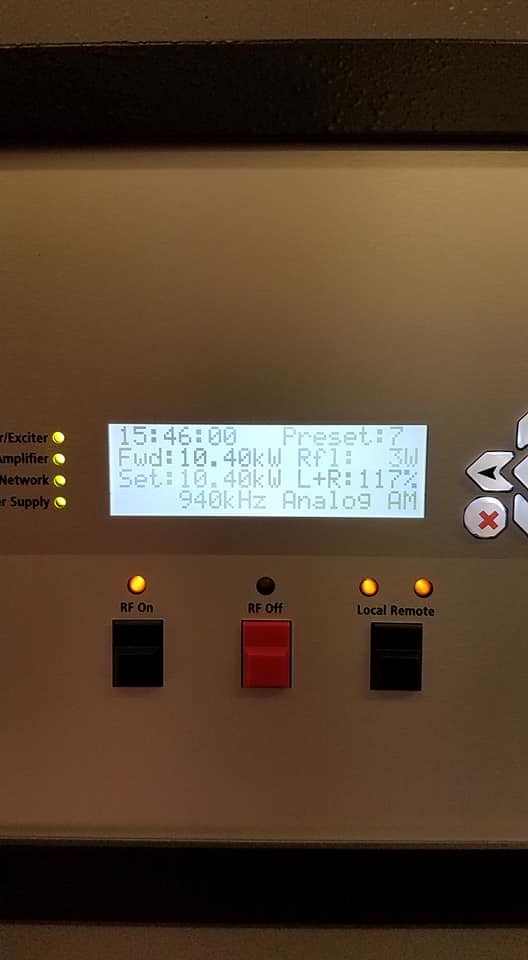 15:46:00 Preset:7
Fwd:10.40kW Rfl: 3W
Set:10.40kW L+R:117%
940kHz Analog AM
r/Exciter
Amplifier
Network
er Supply
RF On
RF Off
Local Remote